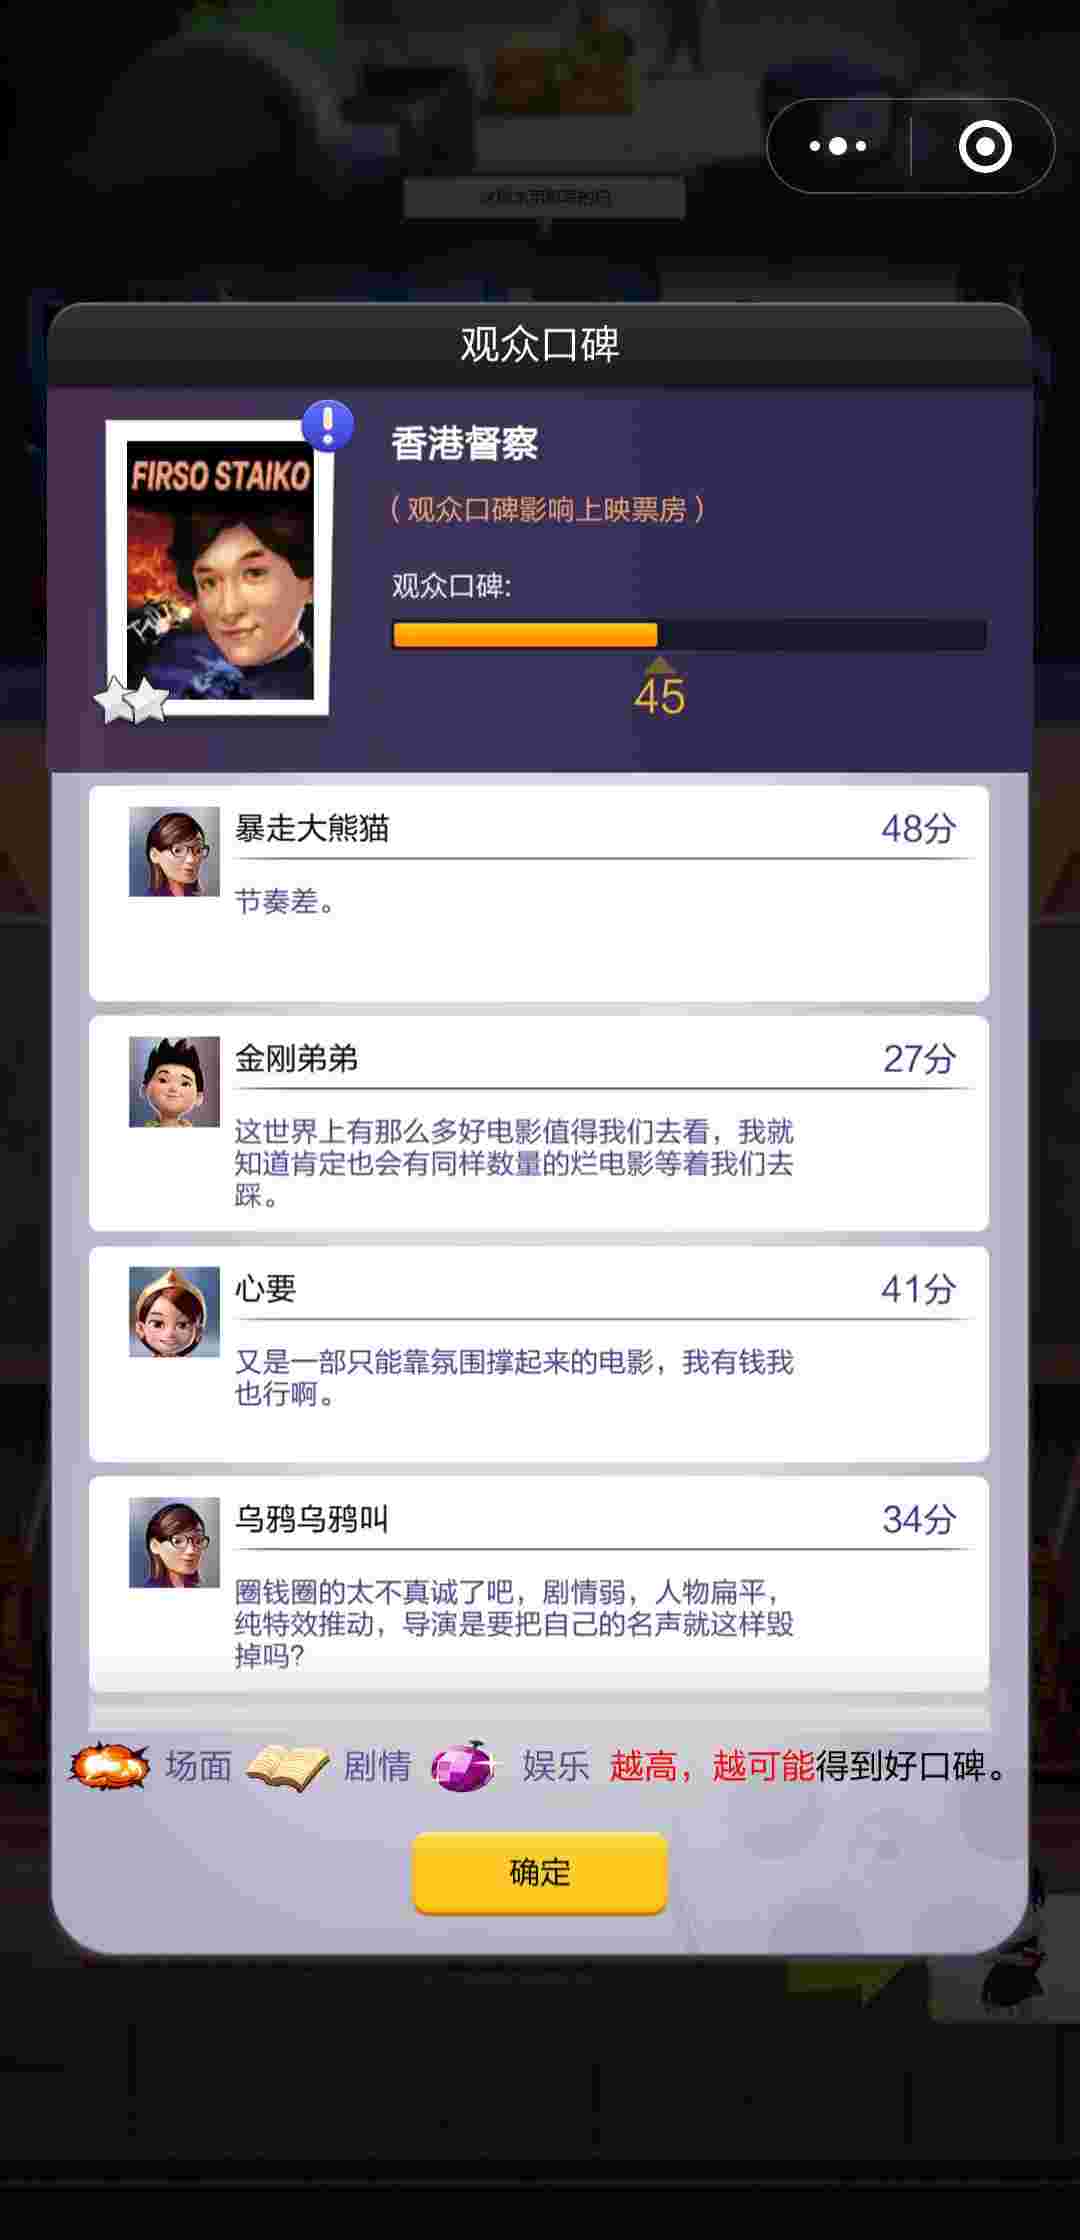 观众口碑
FIRSO STAIKO
香港督察
（观众口碑影响上映票房）
观众口碑:
45
暴走大熊猫
48分
节奏差。
金刚弟弟
27分
这世界上有那么多好电影值得我们去看，我就
知道肯定也会有同样数量的烂电影等着我们去
踩。
心要
41分
又是一部只能靠氛围撑起来的电影，我有钱我
也行啊。
乌鸦乌鸦叫
34分
圈钱圈的太不真诚了吧，剧情弱，人物扁平，
纯特效推动，导演是要把自己的名声就这样毁
掉吗?
场面 剧情 娱乐 越高，越可能得到好口碑。
确定